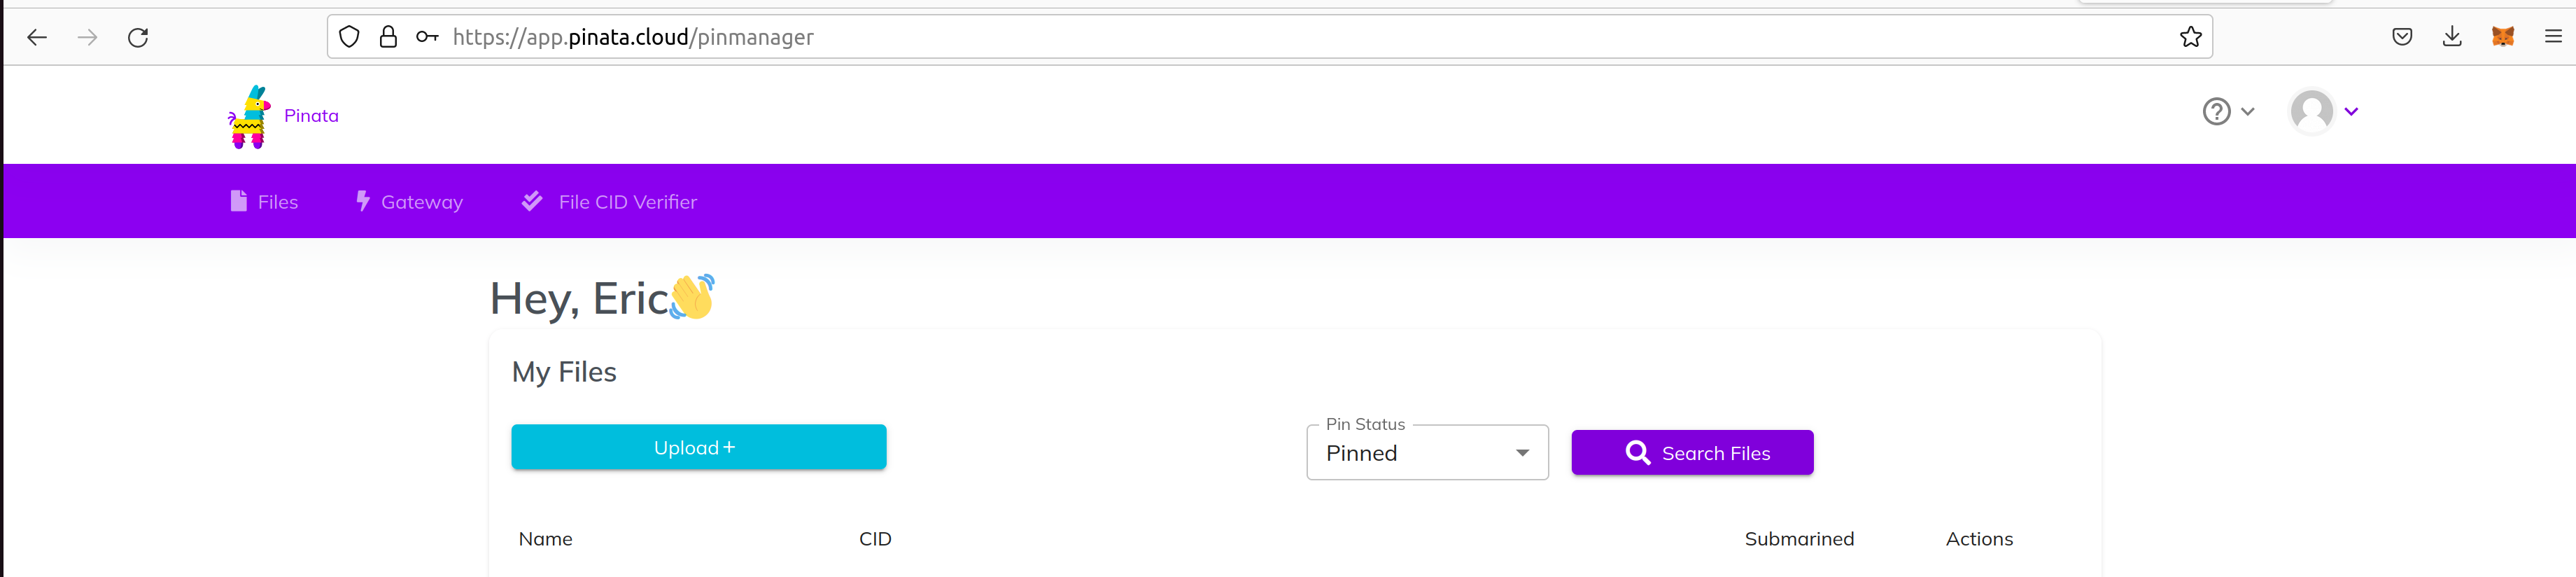 https://app.pinata.cloud/pinmanager
Pinata
Files Gateway File CID Verifier
Hey, Eric👋
My Files
Pin Status
Upload+ Pinned Search Files
Name CID Submarined Actions